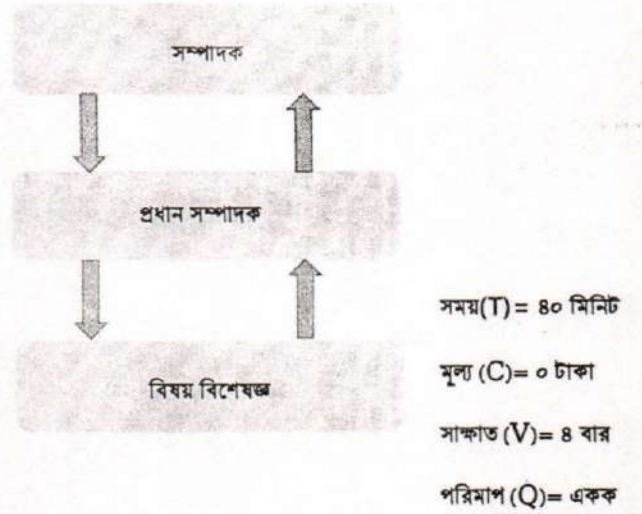 সম্পাদক
প্রধান সম্পাদক
বিষয় বিশেষজ্ঞ
সময়(T) = ৪০ মিনিট
মূল্য (C)= ০ টাকা
সাক্ষাত (V)= ৪ বার
পরিমাপ (Q)= একক